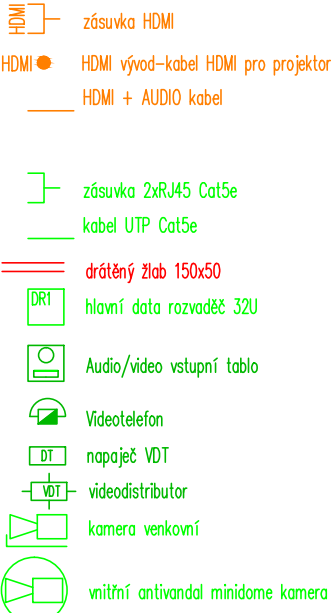 HDMI zásuvka HDMI
HDMI HDMI vývod-kabel HDMI pro projektor
HDMI + AUDIO kabel
zásuvka 2xRJ45 Cat5e
kabel UTP Cat5e
drátěný žlab 150x50
DR1 hlavní data rozvaděč 32U
Audio/video vstupní tablo
Videotelefon
DT napaječ VDT
VDT videodistributor
kamera venkovní
vnitřní antivandal minidome kamera